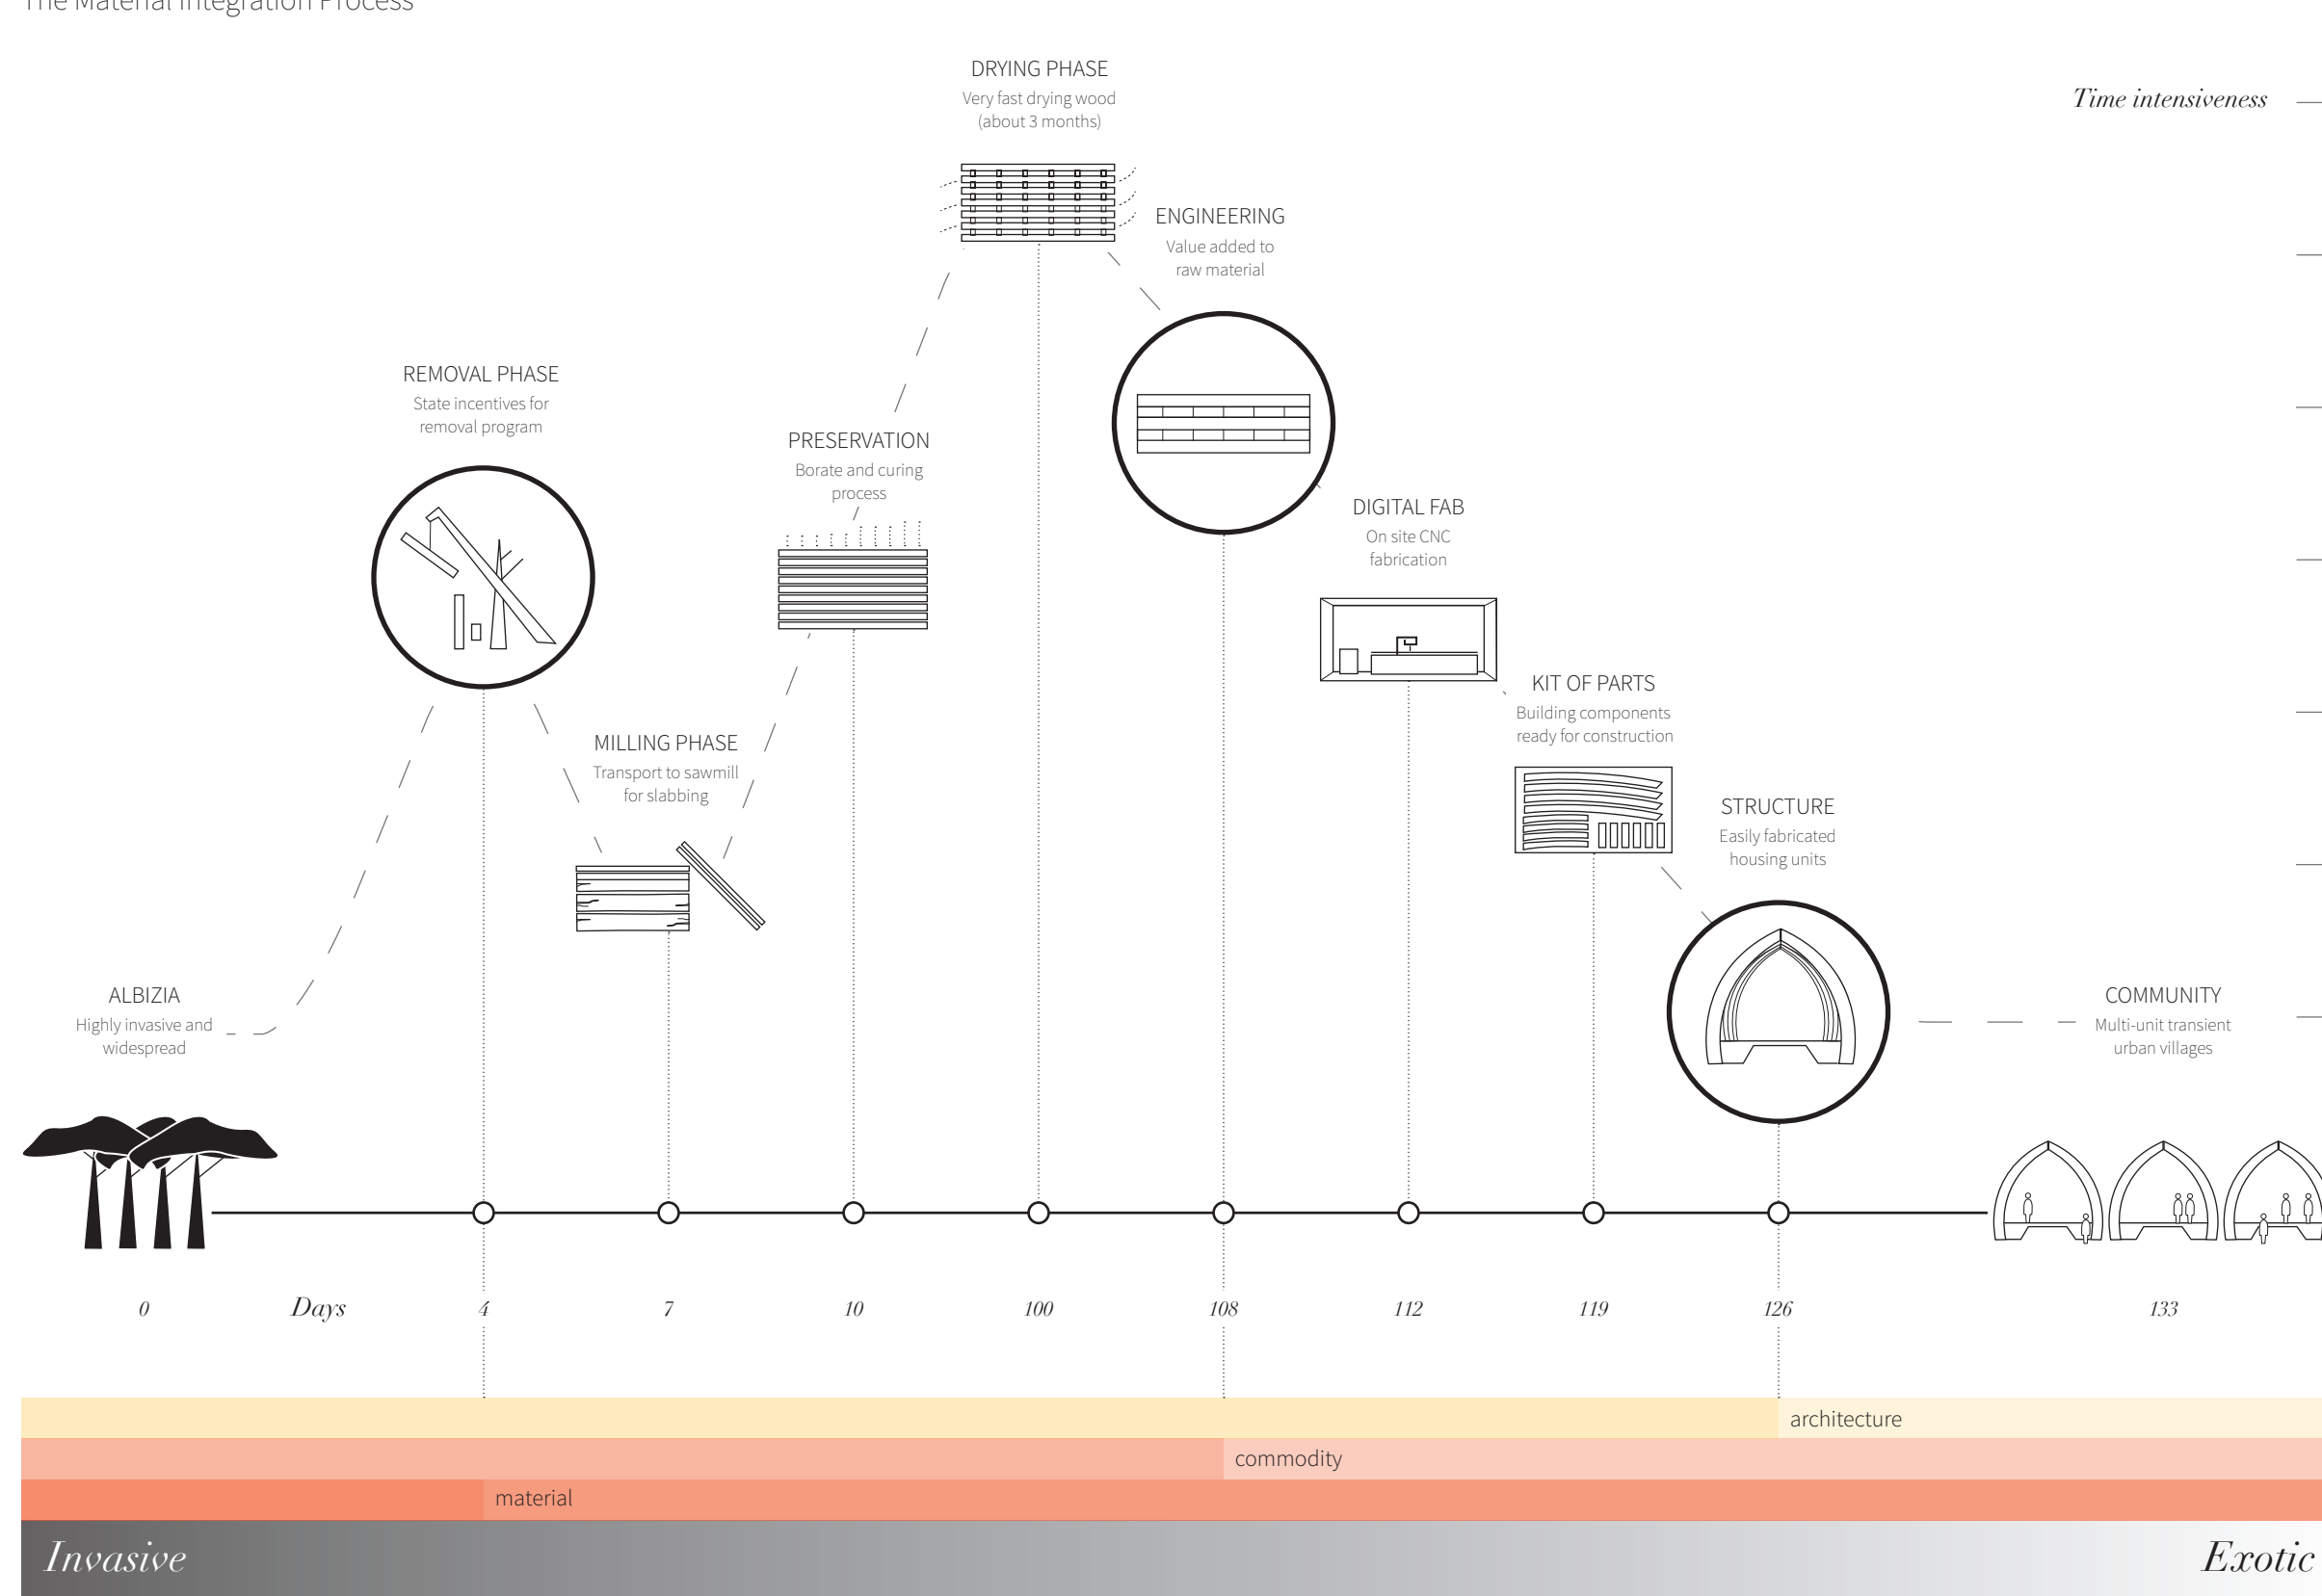 The Material Integration Process
DRYING PHASE
Very fast drying wood
(about 3 months)
Time intensiveness
ENGINEERING
Value added to
raw material
REMOVAL PHASE
State incentives for
removal program
PRESERVATION
Borate and curing
process
DIGITAL FAB
On site CNC
fabrication
KIT OF PARTS
Building components
ready for construction
MILLING PHASE
Transport to sawmill
for slabbing
STRUCTURE
Easily fabricated
housing units
ALBIZIA
Highly invasive and
widespread
COMMUNITY
Multi-unit transient
urban villages
0 Days 4 7 10 100 108 112 119 126 133
architecture
commodity
material
Invasive Exotic